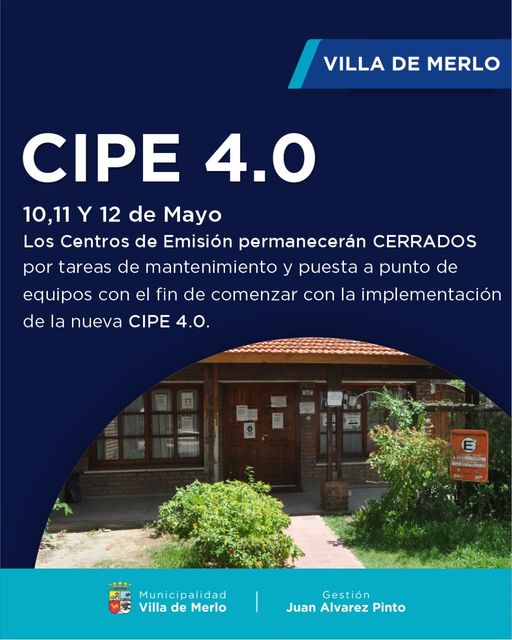 VILLA DE MERLO
CIPE 4.0
10,11 Y 12 de Mayo
Los Centros de Emisión permanecerán CERRADOS
por tareas de mantenimiento y puesta a punto de
equipos con el fin de comenzar con la implementación
de la nueva CIPE 4.0.
E
Municipalidad
Villa de Merlo
Gestión
Juan Alvarez Pinto